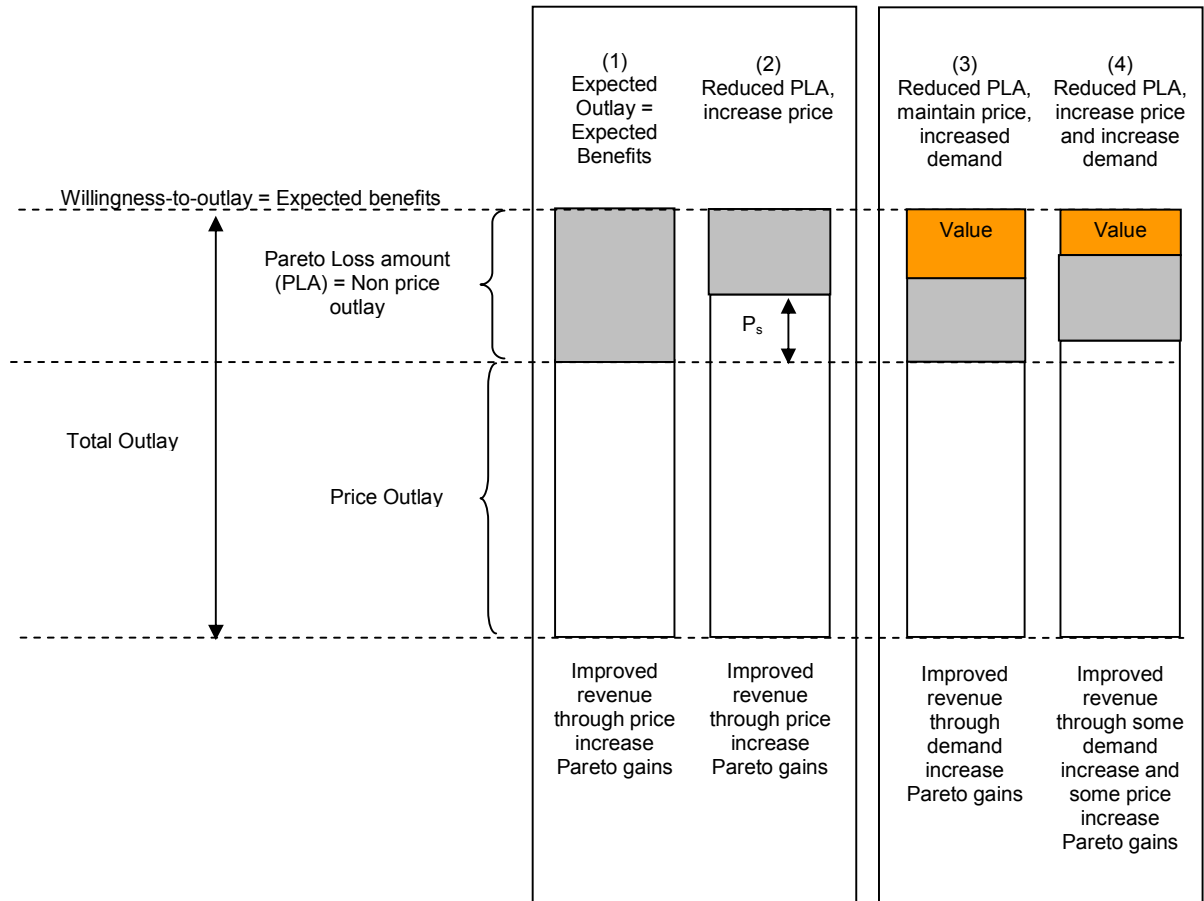 (1)
Expected
Outlay =
Expected
Benefits
(2)
Reduced PLA,
increase price
(3)
Reduced PLA,
maintain price,
increased
demand
(4)
Reduced PLA,
increase price
and increase
demand
Willingness-to-outlay = Expected benefits
Pareto Loss amount
(PLA) = Non price
outlay
Value
Value
Ps
Total Outlay
Price Outlay
Improved
revenue
through price
increase
Pareto gains
Improved
revenue
through price
increase
Pareto gains
Improved
revenue
through
demand
increase
Pareto gains
Improved
revenue
through some
demand
increase and
some price
increase
Pareto gains